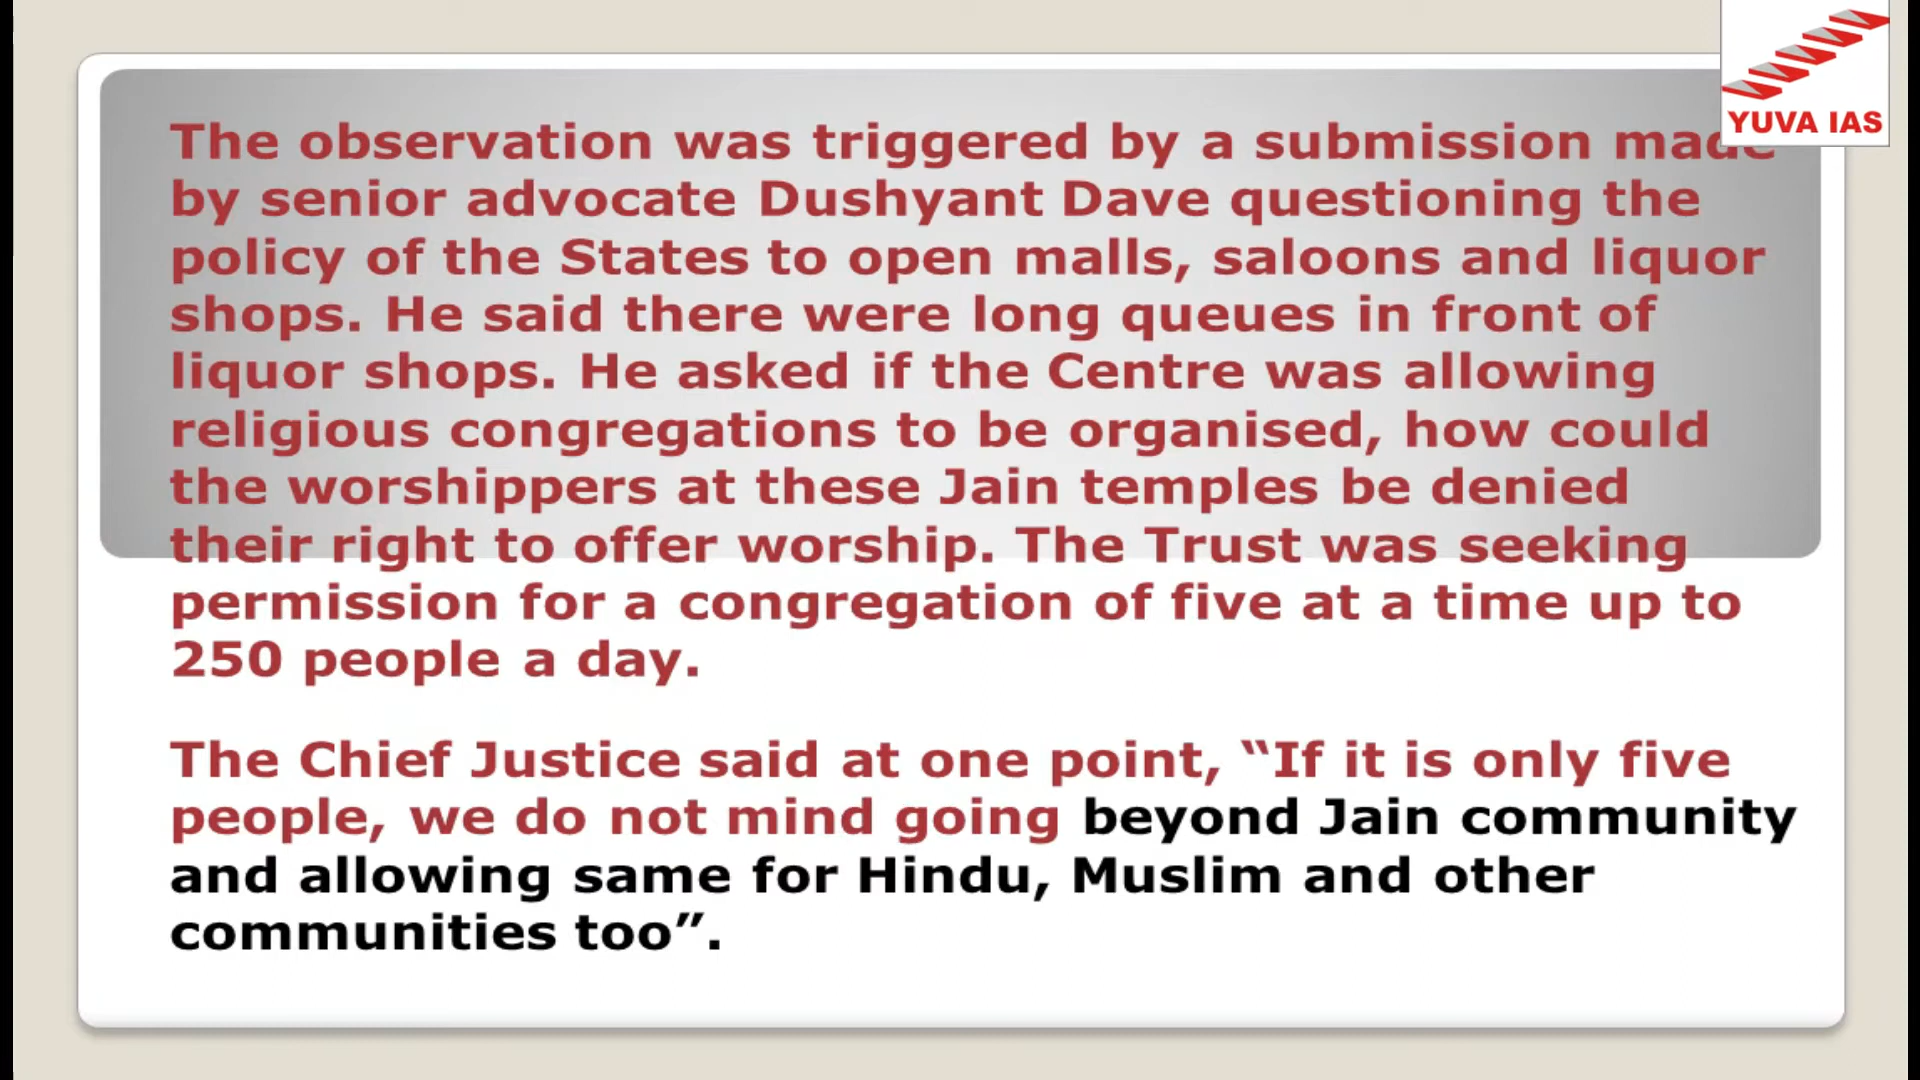 YUVA IAS
The observation was triggered by a submission made
by senior advocate Dushyant Dave questioning the
policy of the States to open malls, saloons and liquor
shops. He said there were long queues in front of
liquor shops. He asked if the Centre was allowing
religious congregations to be organised, how could
the worshippers at these Jain temples be denied
their right to offer worship. The Trust was seeking
permission for a congregation of five at a time up to
250 people a day.
The Chief Justice said at one point, “If it is only five
people, we do not mind going beyond Jain community
and allowing same for Hindu, Muslim and other
communities too”.